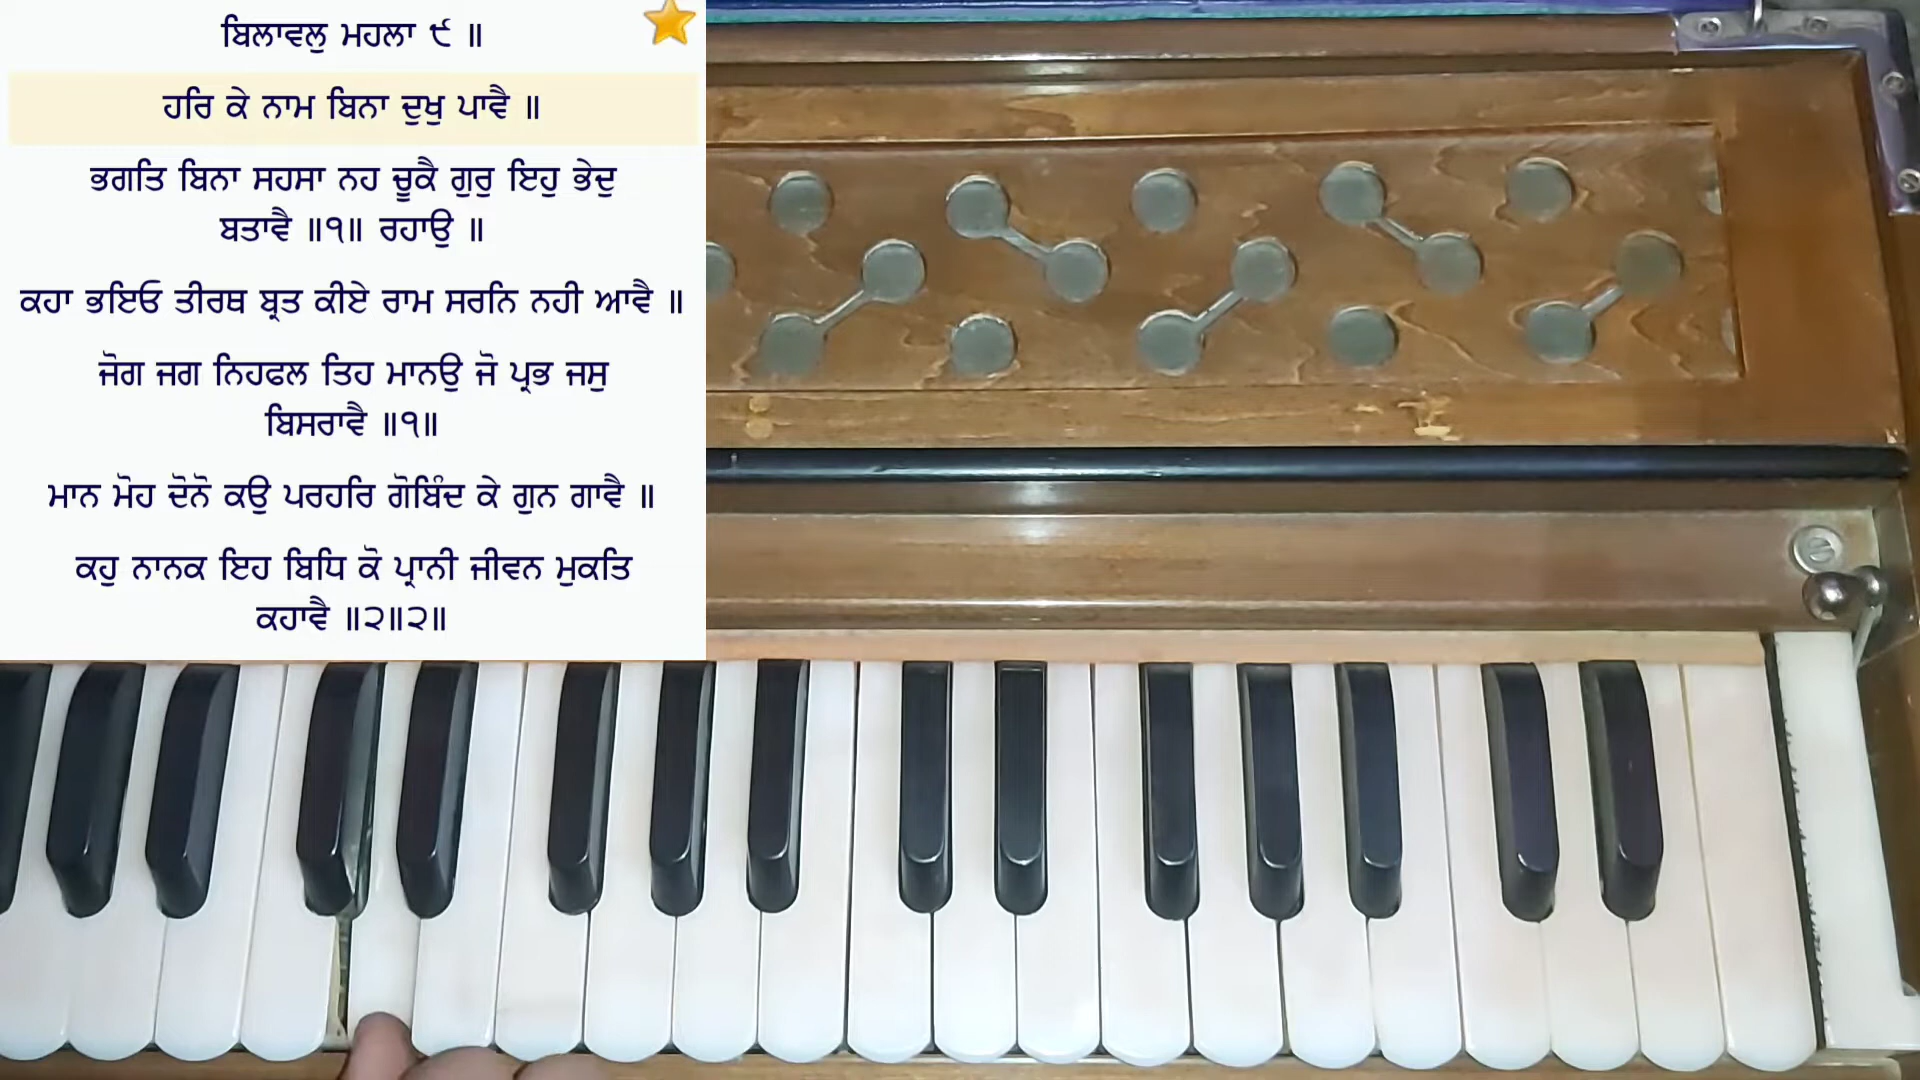 ਬਿਲਾਵਲੁ ਮਹਲਾ ੯ ॥
ਹਰਿ ਕੇ ਨਾਮ ਬਿਨਾ ਦੁਖੁ ਪਾਵੈ ॥
ਭਗਤਿ ਬਿਨਾ ਸਹਸਾ ਨਹ ਚੂਕੈ ਗੁਰੁ ਇਹੁ ਭੇਦੁ
ਬਤਾਵੈ ॥੧॥ ਰਹਾਉ ॥
ਕਹਾ ਭਇਓ ਤੀਰਥ ਬ੍ਰਤ ਕੀਏ ਰਾਮ ਸਰਨਿ ਨਹੀ ਆਵੈ ॥
ਜੋਗ ਜਗ ਨਿਹਫਲ ਤਿਹ ਮਾਨਉ ਜੋ ਪ੍ਰਭ ਜਸੁ
ਬਿਸਰਾਵੈ ॥੧॥
ਮਾਨ ਮੋਹ ਦੋਨੋ ਕਉ ਪਰਹਰਿ ਗੋਬਿੰਦ ਕੇ ਗੁਨ ਗਾਵੈ ॥
ਕਹੁ ਨਾਨਕ ਇਹ ਬਿਧਿ ਕੋ ਪ੍ਰਾਨੀ ਜੀਵਨ ਮੁਕਤਿ
ਕਹਾਵੈ ॥੨॥੨॥